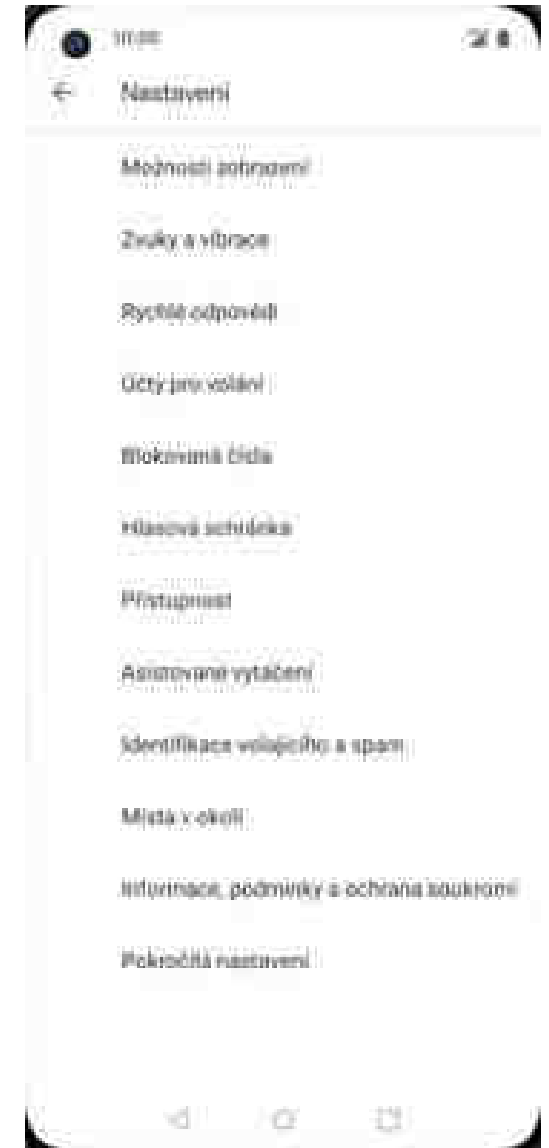 Nastavení
Možnosti zobrazení
Zvuky a vibrace
Rychlé odpovědi
Účty pro volání
Blokovaná čísla
Hlasová schránka
Přístupnost
Asistované vytáčení
Identifikace volajícího a spam
Místa v okolí
Informace, podmínky a ochrana soukromí
Pokročilá nastavení